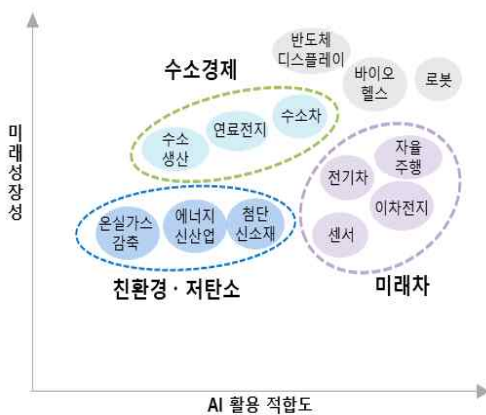 반도체
디스플레이
바이오
헬스
로봇
수소경제
수소
생산
연료전지
수소차
자율
주행
전기차
이차전지
센서
미래차
온실가스
감축
에너지
신산업
첨단
신소재
친환경 · 저탄소
미래성장성
AI 활용 적합도